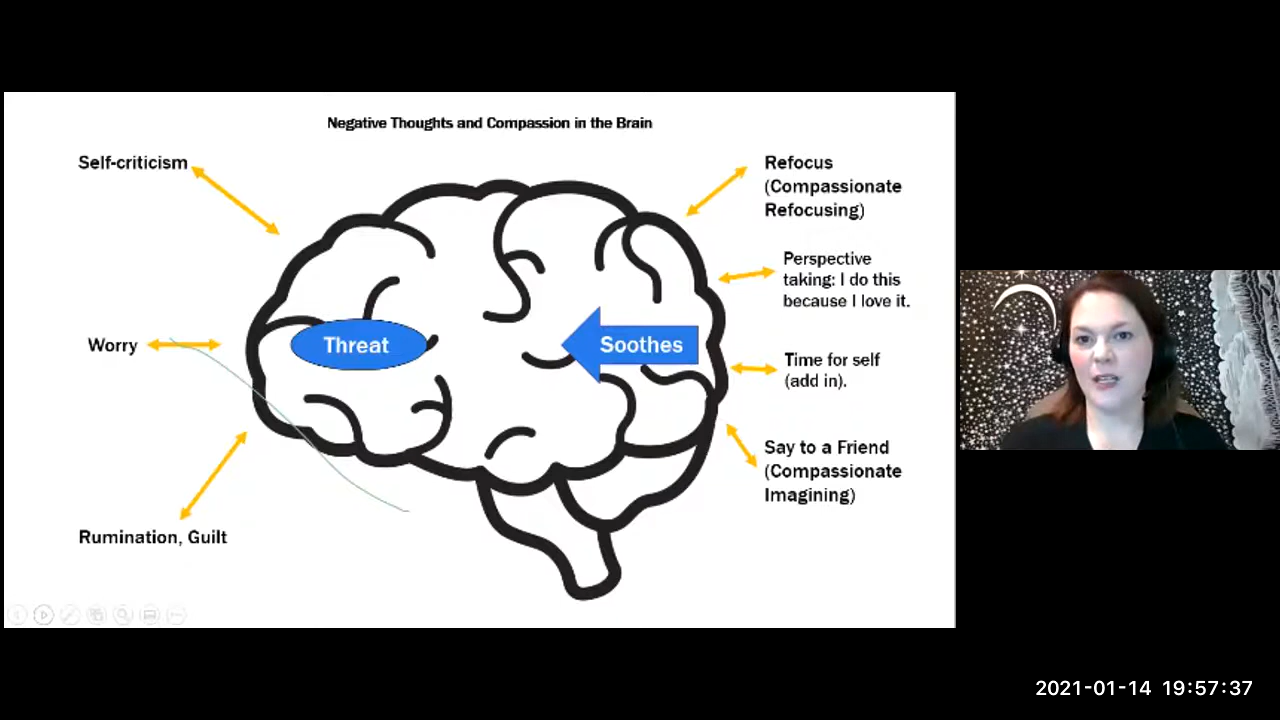 Negative Thoughts and Compassion in the Brain
Self-criticism
Worry
Rumination, Guilt
Threat
Soothes
Refocus
(Compassionate
Refocusing)
Perspective
taking: I do this
because I love it.
Time for self
(add in).
Say to a Friend
(Compassionate
Imagining)
2021-01-14 19:57:37